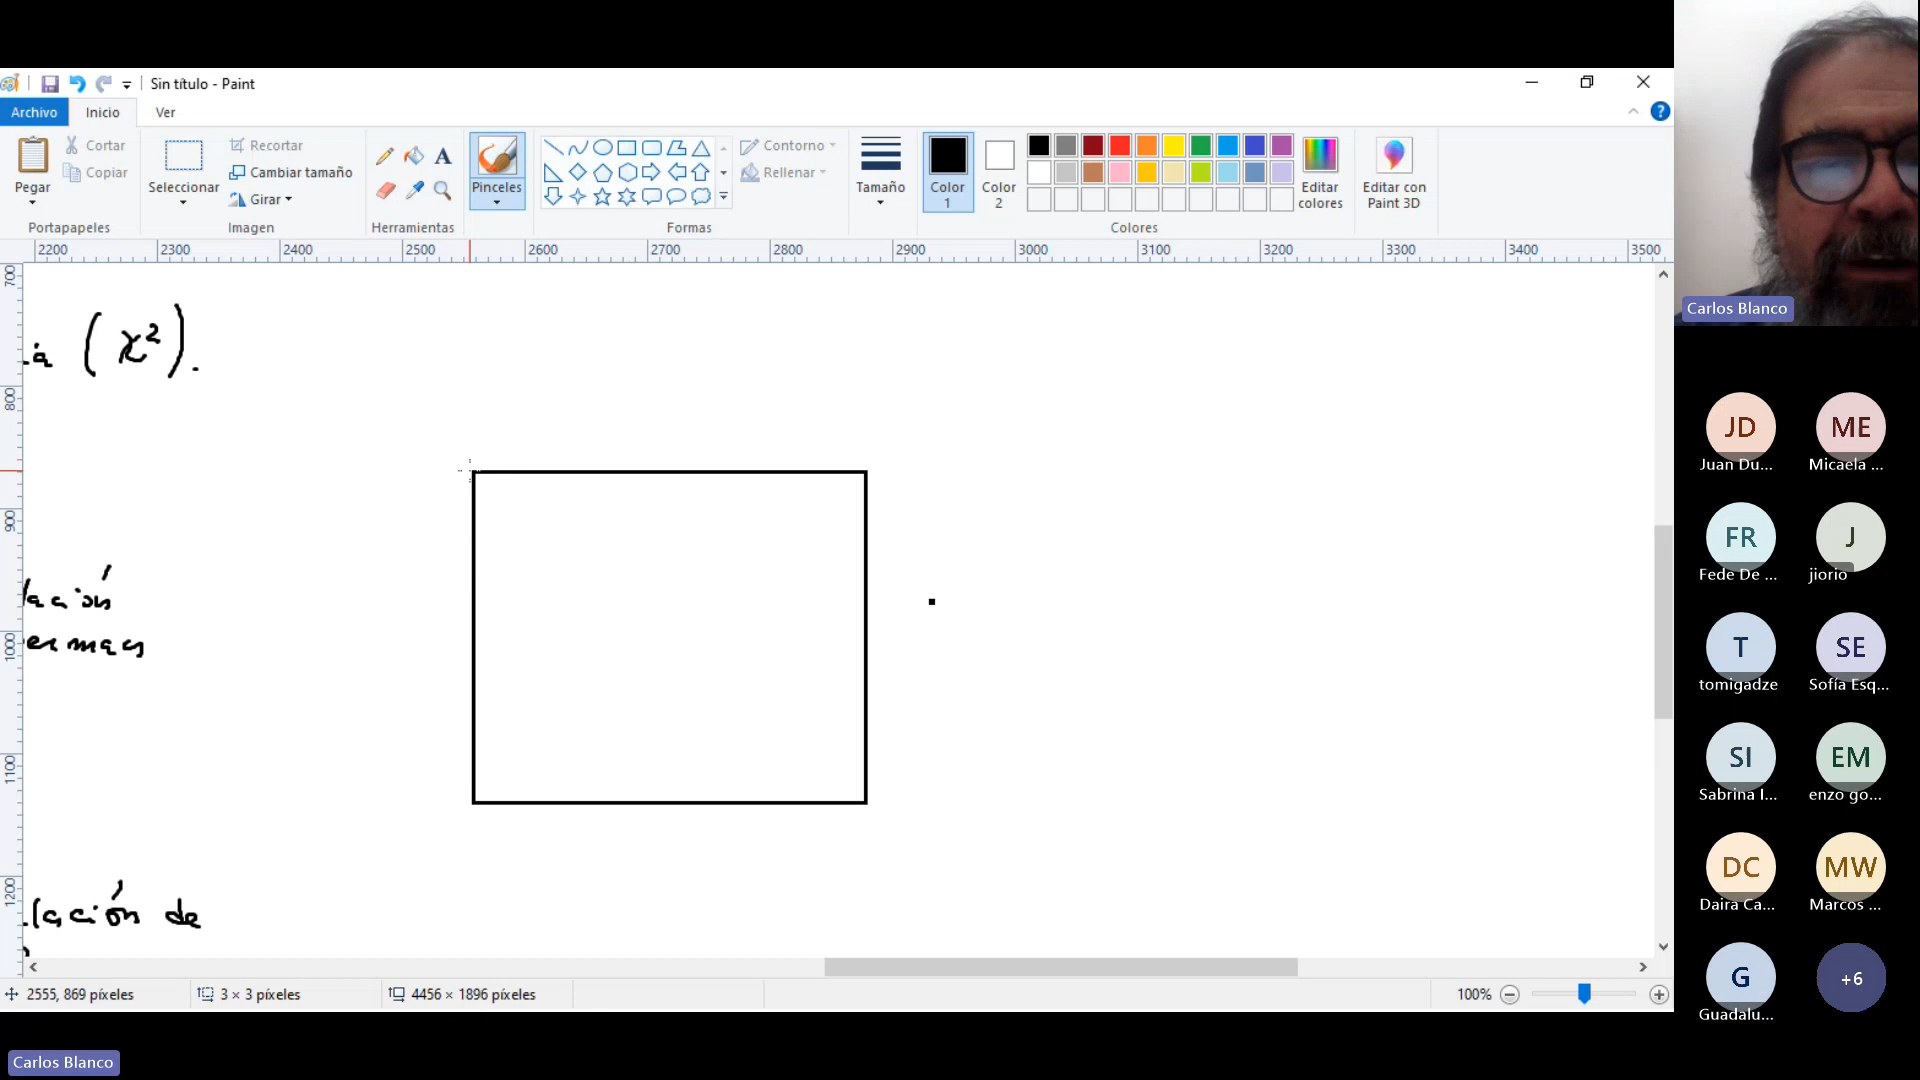 Sin título - Paint
Archivo Inicio Ver
Pegar
Cortar
Copiar
Portapapeles
Seleccionar
Recortar
Cambiar tamaño
Girar
Imagen
A
Herramientas
Pinceles
Contorno
Rellenar
Formas
Tamaño
Color 1
Color 2
Editar colores
Editar con Paint 3D
Colores
2200 2300 2400 2500 2600 2700 2800 2900 3000 3100 3200 3300 3400 3500
700
800
900
1000
1100
1200
(χ²).
lación de
2555, 869 píxeles
3 × 3 píxeles
4456 × 1896 píxeles
100%
Carlos Blanco
JD ME
Juan Du... Micaela ...
FR J
Fede De ... jiorio
T SE
tomigadze Sofía Esq...
SI EM
Sabrina I... enzo go...
DC MW
Daira Ca... Marcos ...
G +6
Guadalu...
Carlos Blanco